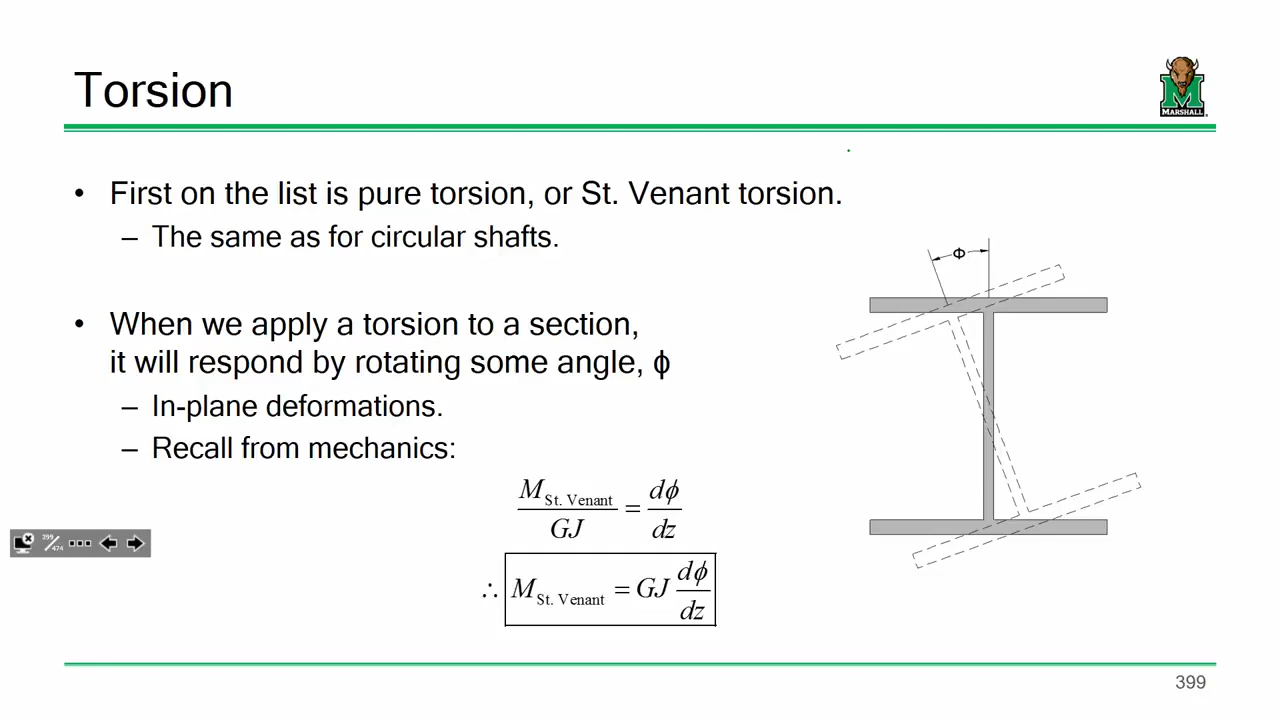 Torsion
MARSHALL
• First on the list is pure torsion, or St. Venant torsion.
– The same as for circular shafts.
Φ
• When we apply a torsion to a section,
it will respond by rotating some angle, ϕ
– In-plane deformations.
– Recall from mechanics:
M St. Venant / GJ = dϕ / dz
∴ M St. Venant = GJ dϕ / dz
399/474
399